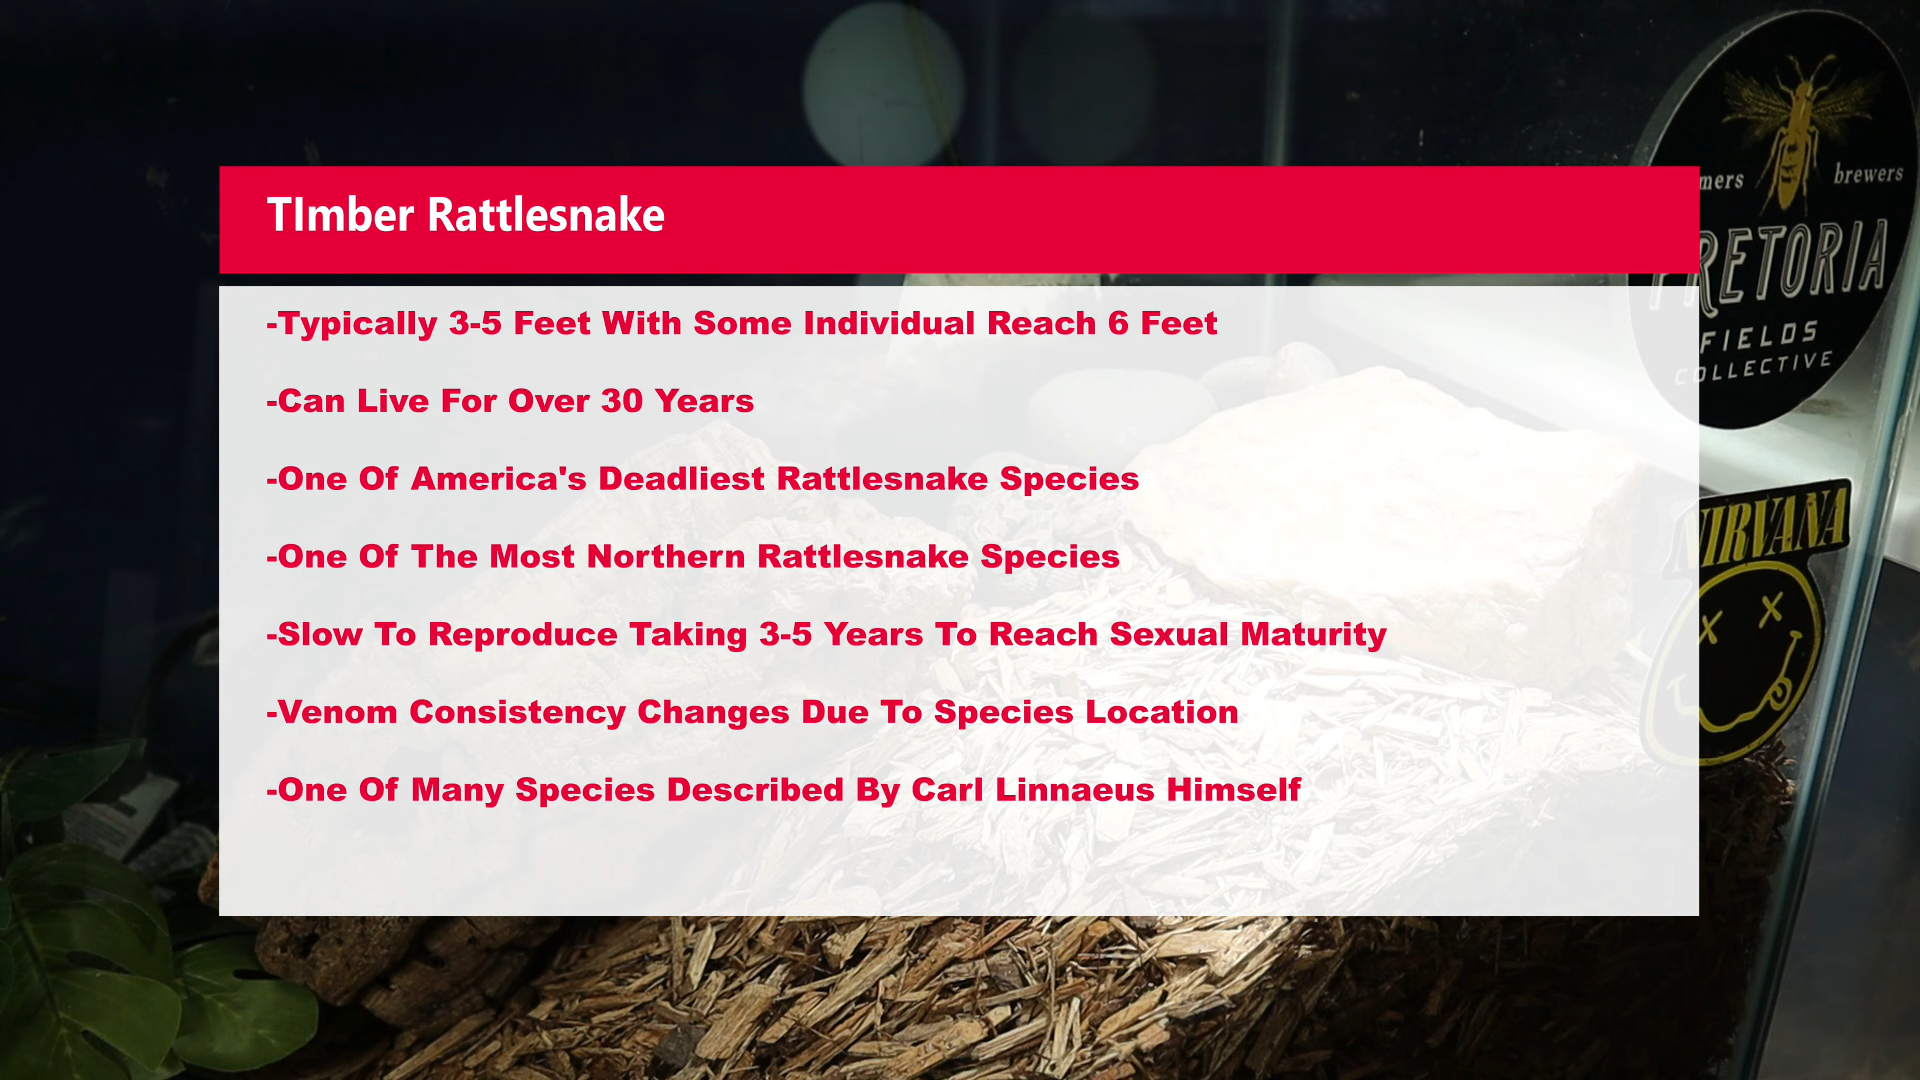 mers
brewers
RETORIA
FIELDS
COLLECTIVE
TImber Rattlesnake
-Typically 3-5 Feet With Some Individual Reach 6 Feet
-Can Live For Over 30 Years
-One Of America's Deadliest Rattlesnake Species
-One Of The Most Northern Rattlesnake Species
-Slow To Reproduce Taking 3-5 Years To Reach Sexual Maturity
-Venom Consistency Changes Due To Species Location
-One Of Many Species Described By Carl Linnaeus Himself
NIRVANA